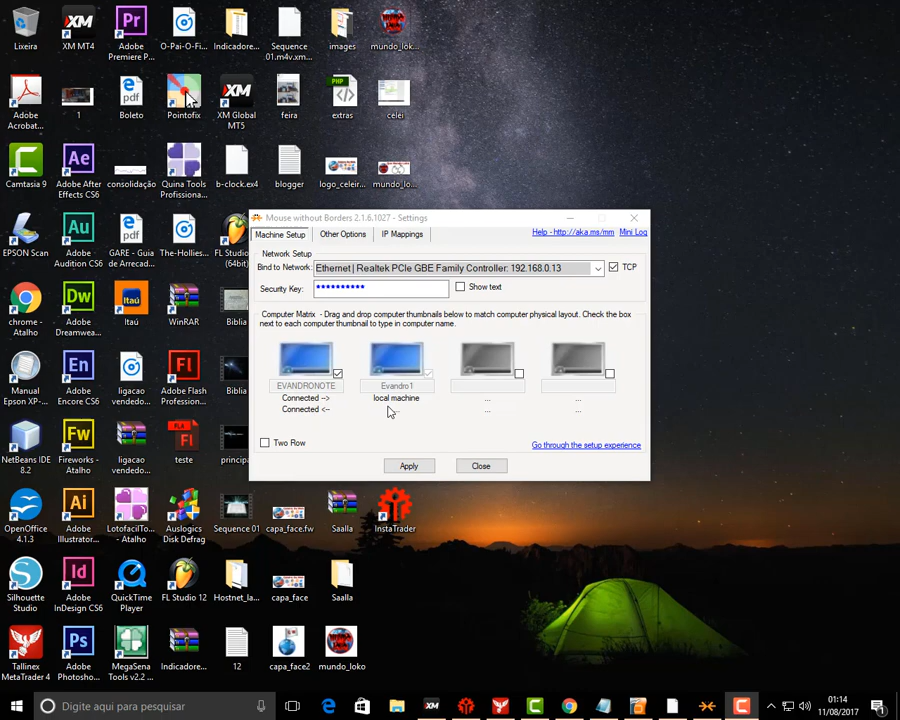 Lixeira
XM MT4
Adobe Premiere P...
O-Pai-O-Fi...
Indicadore...
Sequence 01.m4v.xm...
images
mundo_lok...
Adobe Acrobat...
1
Boleto
Pointofix
XM Global MT5
feira
extras
celei
Camtasia 9
Adobe After Effects CS6
consolidação
Quina Tools Profissiona...
b-clock.ex4
blogger
logo_celeir...
mundo_lo...
Mouse without Borders 2.1.6.1027 - Settings
Machine Setup
Other Options
IP Mappings
Help - http://aka.ms/mm
Mini Log
Network Setup
Bind to Network:
Ethernet | Realtek PCIe GBE Family Controller: 192.168.0.13
TCP
Security Key:
**********
Show text
Computer Matrix - Drag and drop computer thumbnails below to match computer physical layout. Check the box
next to each computer thumbnail to type in computer name.
EVANDRONOTE
Evandro1
Connected -->
local machine
...
...
Connected <--
...
...
...
Two Row
Go through the setup experience
Apply
Close
EPSON Scan
Adobe Audition CS6
GARE - Guia de Arrecad...
The-Hollies...
FL Studio (64bit)
chrome - Atalho
Adobe Dreamwea...
Itaú
WinRAR
Biblia
Manual Epson XP-...
Adobe Encore CS6
ligacao vendedo...
Adobe Flash Professional
Biblia
NetBeans IDE 8.2
Fireworks - Atalho
ligacao vendedo...
teste
princip
OpenOffice 4.1.3
Adobe Illustrator...
LotofacilTo... - Atalho
Auslogics Disk Defrag
Sequence 01
capa_face.fw
Saalla
InstaTrader
Silhouette Studio
Adobe InDesign CS6
QuickTime Player
FL Studio 12
Hostnet_la...
capa_face
Saalla
Tallinex MetaTrader 4
Adobe Photosho...
MegaSena Tools v2.2 ...
Indicadore...
12
capa_face2
mundo_loko
Digite aqui para pesquisar
01:14
11/08/2017